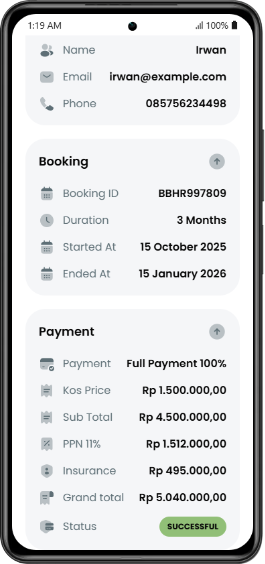 1:19 AM 100%
Name Irwan
Email irwan@example.com
Phone 085756234498
Booking
Booking ID BBHR997809
Duration 3 Months
Started At 15 October 2025
Ended At 15 January 2026
Payment
Payment Full Payment 100%
Kos Price Rp 1.500.000,00
Sub Total Rp 4.500.000,00
PPN 11% Rp 1.512.000,00
Insurance Rp 495.000,00
Grand total Rp 5.040.000,00
Status SUCCESSFUL